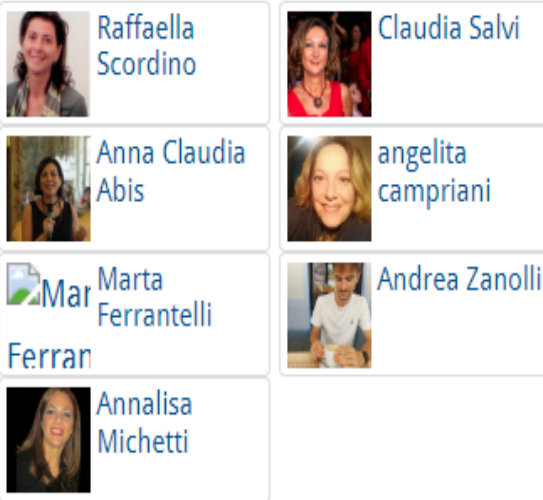 Raffaella
Scordino
Claudia Salvi
Anna Claudia
Abis
angelita
campriani
Mar
Ferran
Marta
Ferrantelli
Andrea Zanolli
Annalisa
Michetti